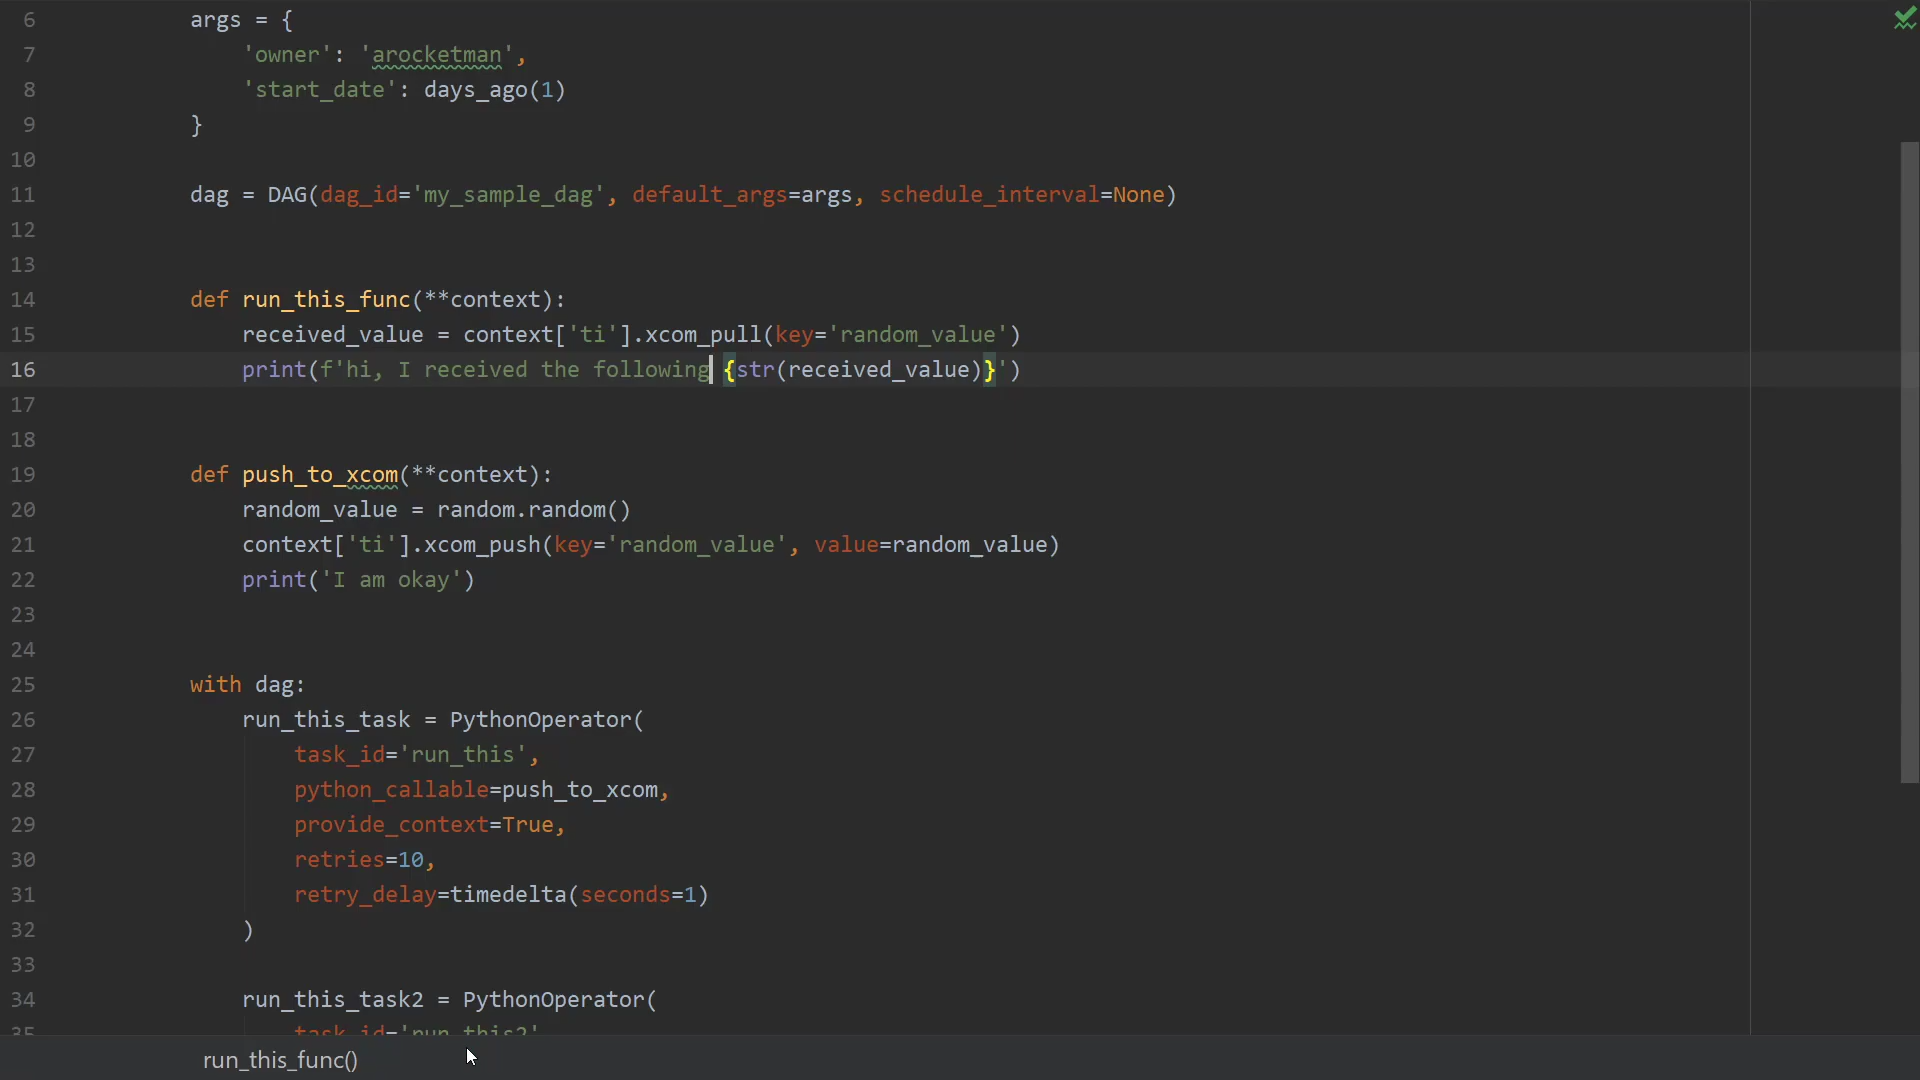 6 args = {
7 'owner': 'arocketman',
8 'start_date': days_ago(1)
9 }
10
11 dag = DAG(dag_id='my_sample_dag', default_args=args, schedule_interval=None)
12
13
14 def run_this_func(**context):
15 received_value = context['ti'].xcom_pull(key='random_value')
16 print(f'hi, I received the following {str(received_value)}')
17
18
19 def push_to_xcom(**context):
20 random_value = random.random()
21 context['ti'].xcom_push(key='random_value', value=random_value)
22 print('I am okay')
23
24
25 with dag:
26 run_this_task = PythonOperator(
27 task_id='run_this',
28 python_callable=push_to_xcom,
29 provide_context=True,
30 retries=10,
31 retry_delay=timedelta(seconds=1)
32 )
33
34 run_this_task2 = PythonOperator(
35 task_id='run_this2'
run_this_func()